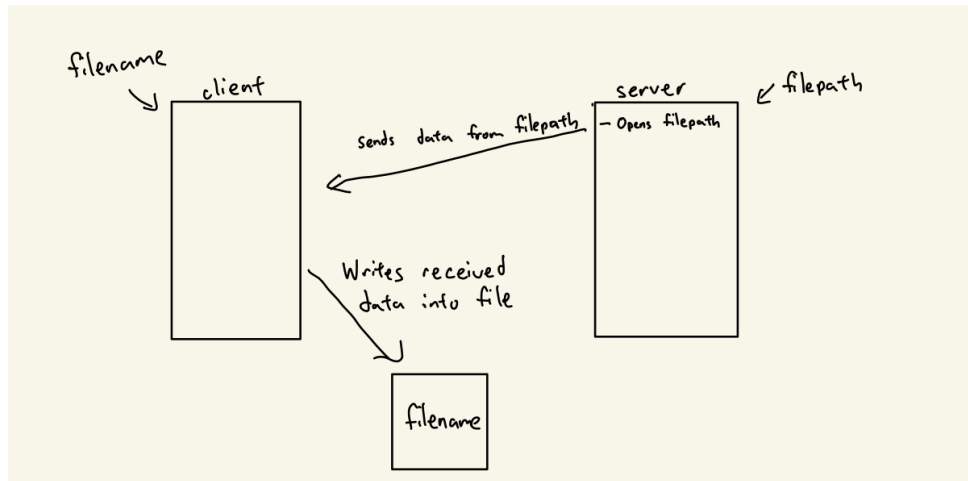 filename
client
server
filepath
Sends data from filepath
- Opens filepath
Writes received
data into file
filename